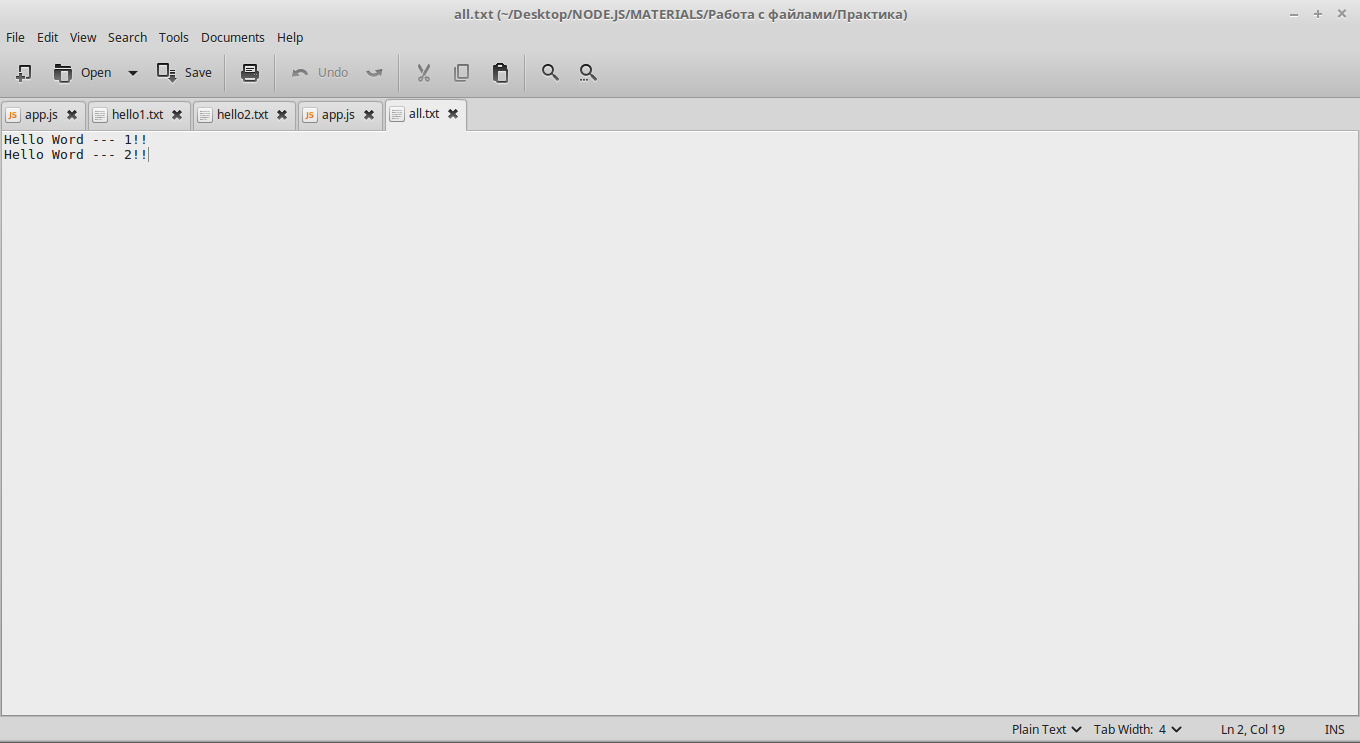 all.txt (~/Desktop/NODE.JS/MATERIALS/Работа с файлами/Практика)
File Edit View Search Tools Documents Help
Open Save Undo
JS app.js hello1.txt hello2.txt JS app.js all.txt
Hello Word --- 1!!
Hello Word --- 2!!
Plain Text Tab Width: 4 Ln 2, Col 19 INS